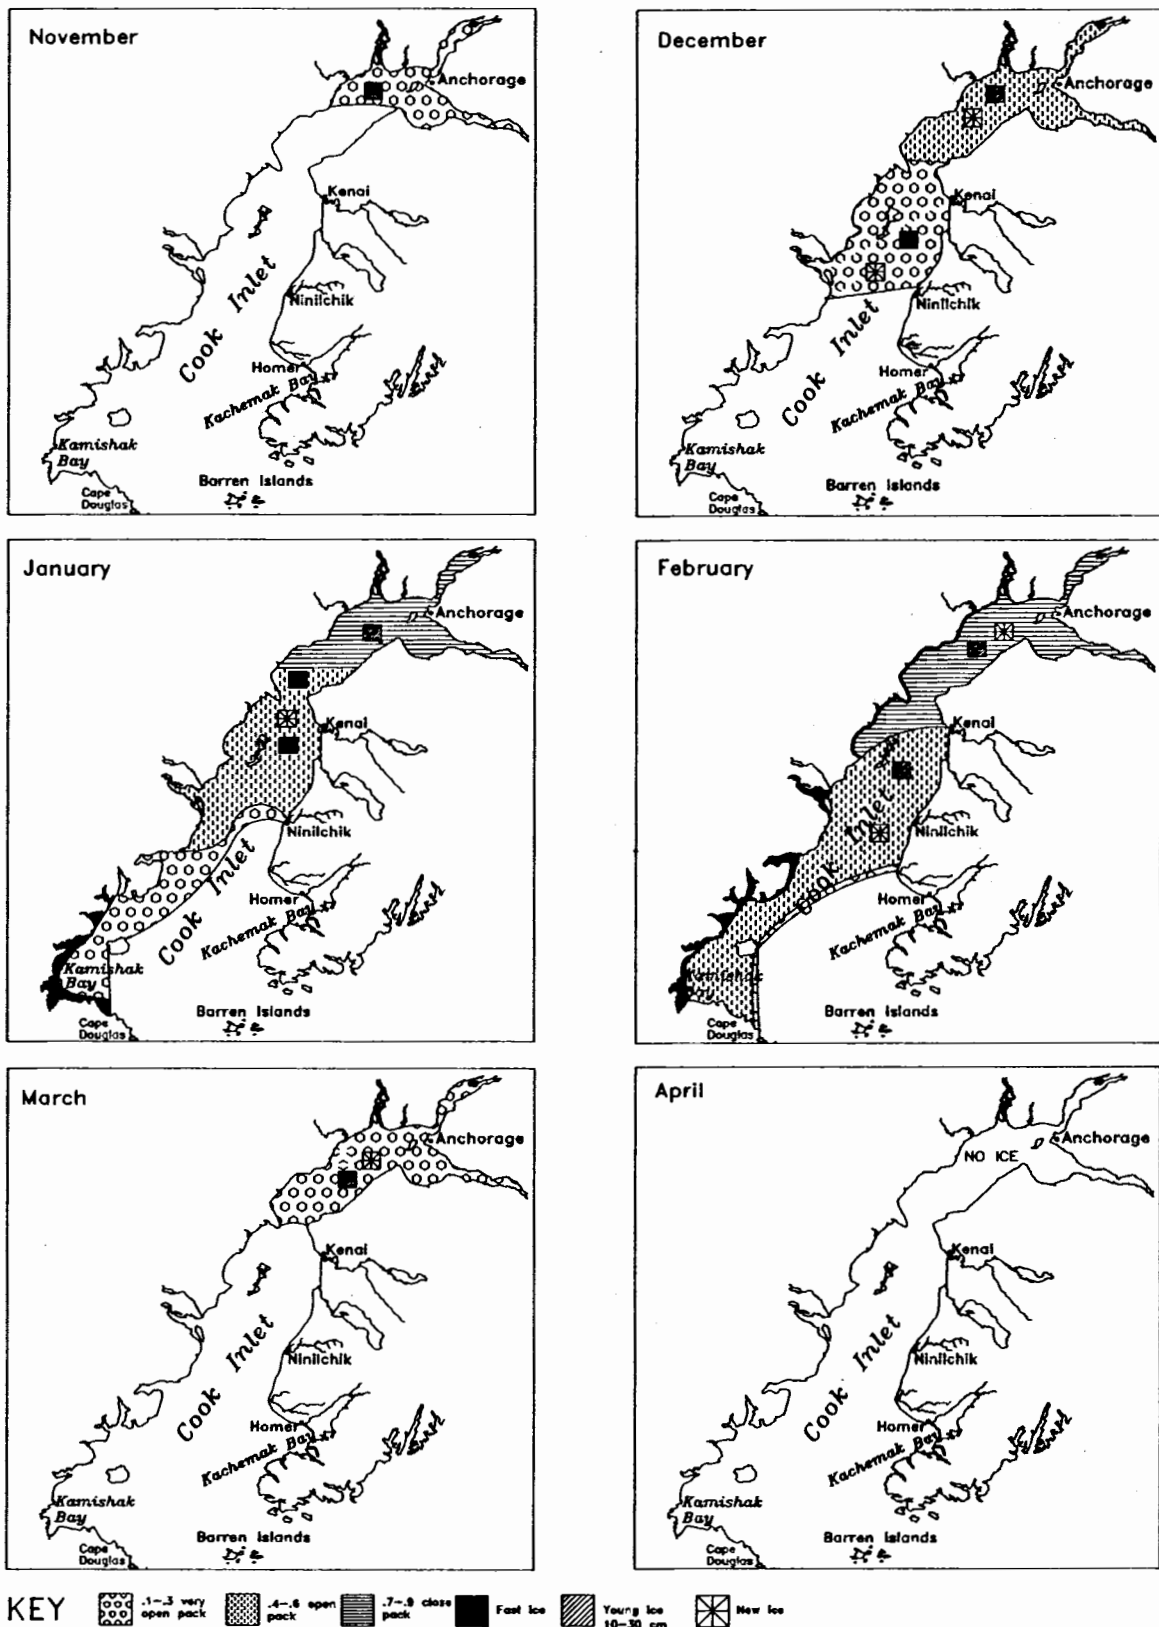 November
Anchorage
Kenai
Ninilchik
Cook Inlet
Homer
Kachemak Bay
Kamishak
Bay
Barren Islands
Cape
Douglas
December
Anchorage
Kenai
Ninilchik
Cook Inlet
Homer
Kachemak Bay
Kamishak
Bay
Barren Islands
Cape
Douglas
January
Anchorage
Kenai
Ninilchik
Cook Inlet
Homer
Kachemak Bay
Kamishak
Bay
Barren Islands
Cape
Douglas
February
Anchorage
Kenai
Ninilchik
Cook Inlet
Homer
Kachemak Bay
Kamishak
Bay
Barren Islands
Cape
Douglas
March
Anchorage
Kenai
Ninilchik
Cook Inlet
Homer
Kachemak Bay
Kamishak
Bay
Barren Islands
Cape
Douglas
April
Anchorage
NO ICE
Kenai
Ninilchik
Cook Inlet
Homer
Kachemak Bay
Kamishak
Bay
Barren Islands
Cape
Douglas
KEY
.1-.3 very
open pack
.4-.6 open
pack
.7-.9 close
pack
Fast Ice
Young Ice
10-30 cm
New Ice